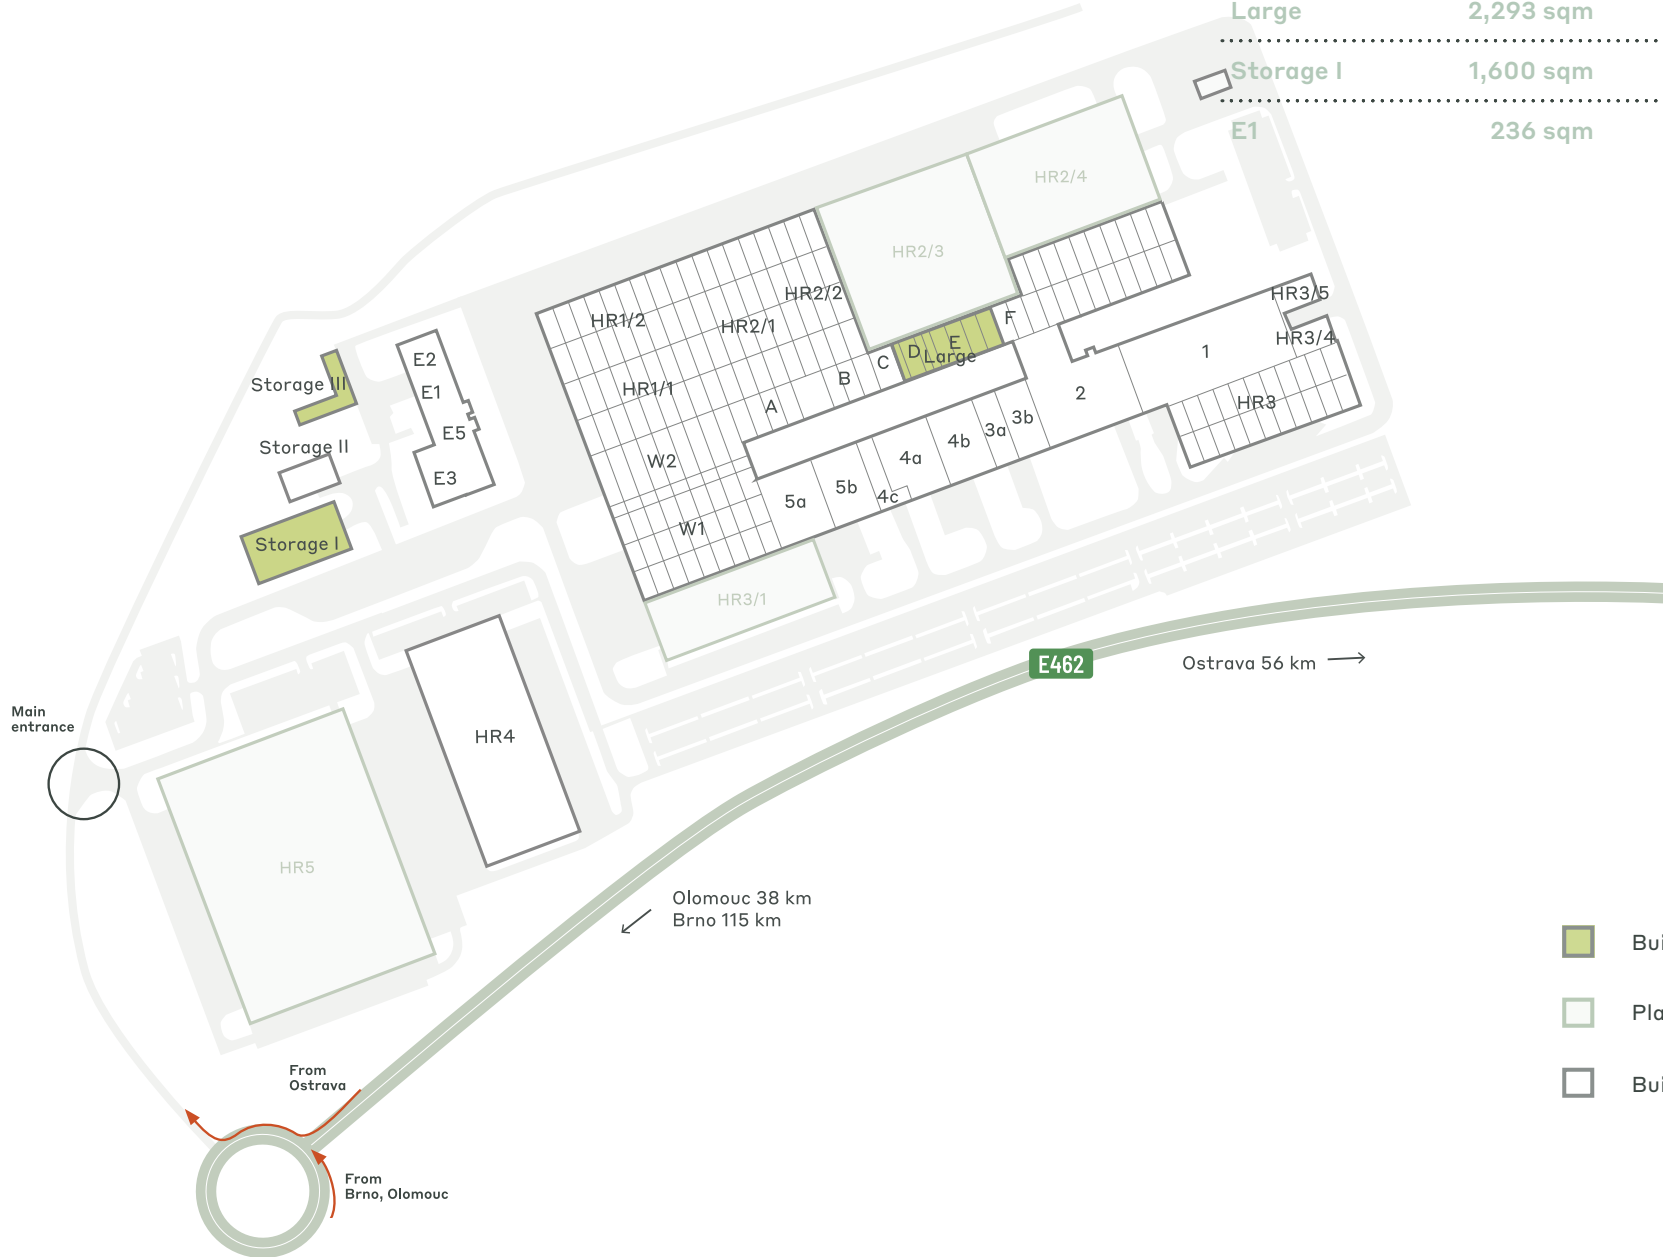 Large 2,293 sqm
Storage I 1,600 sqm
E1 236 sqm
HR2/4
HR2/3
HR2/2
HR1/2
HR2/1
HR3/5
F
HR3/4
E
D
Large
1
C
B
E2
Storage III
E1
HR1/1
2
A
HR3
3b
3a
E5
4b
Storage II
4a
W2
E3
5b
4c
5a
W1
Storage I
HR3/1
E462
Ostrava 56 km
Main
entrance
HR4
HR5
Olomouc 38 km
Brno 115 km
From
Ostrava
From
Brno, Olomouc